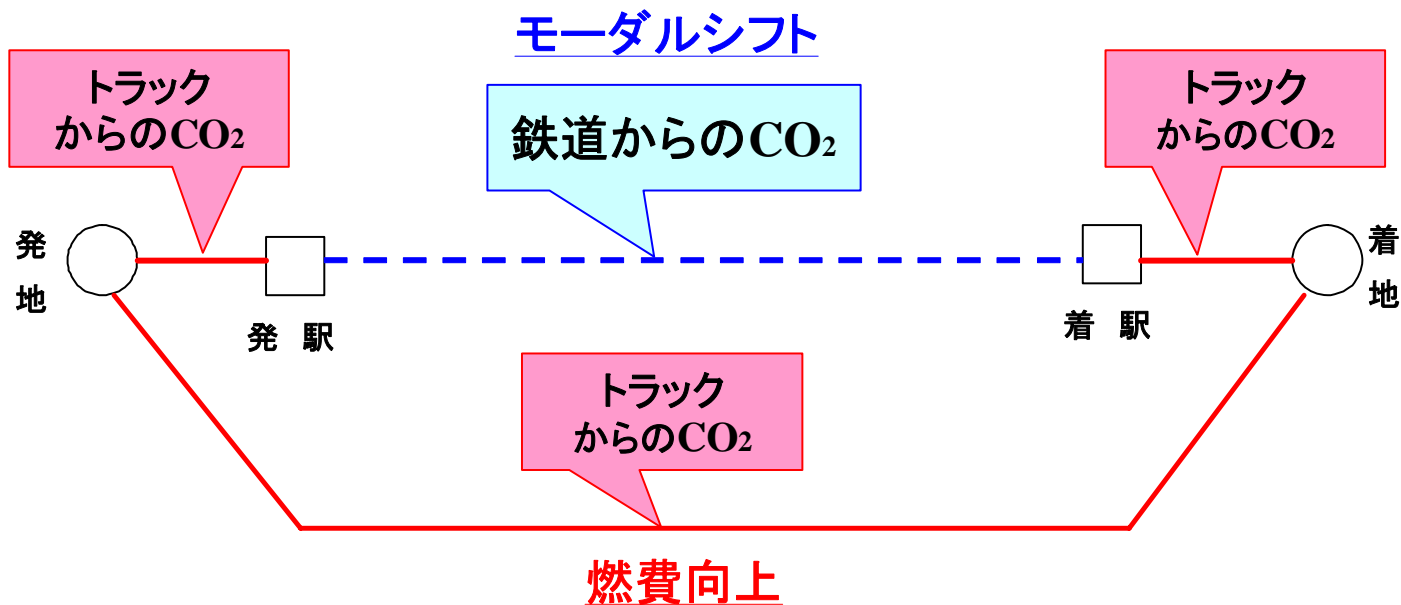 モーダルシフト
トラック
からのCO₂
鉄道からのCO₂
トラック
からのCO₂
発地
発駅
着駅
着地
トラック
からのCO₂
燃費向上